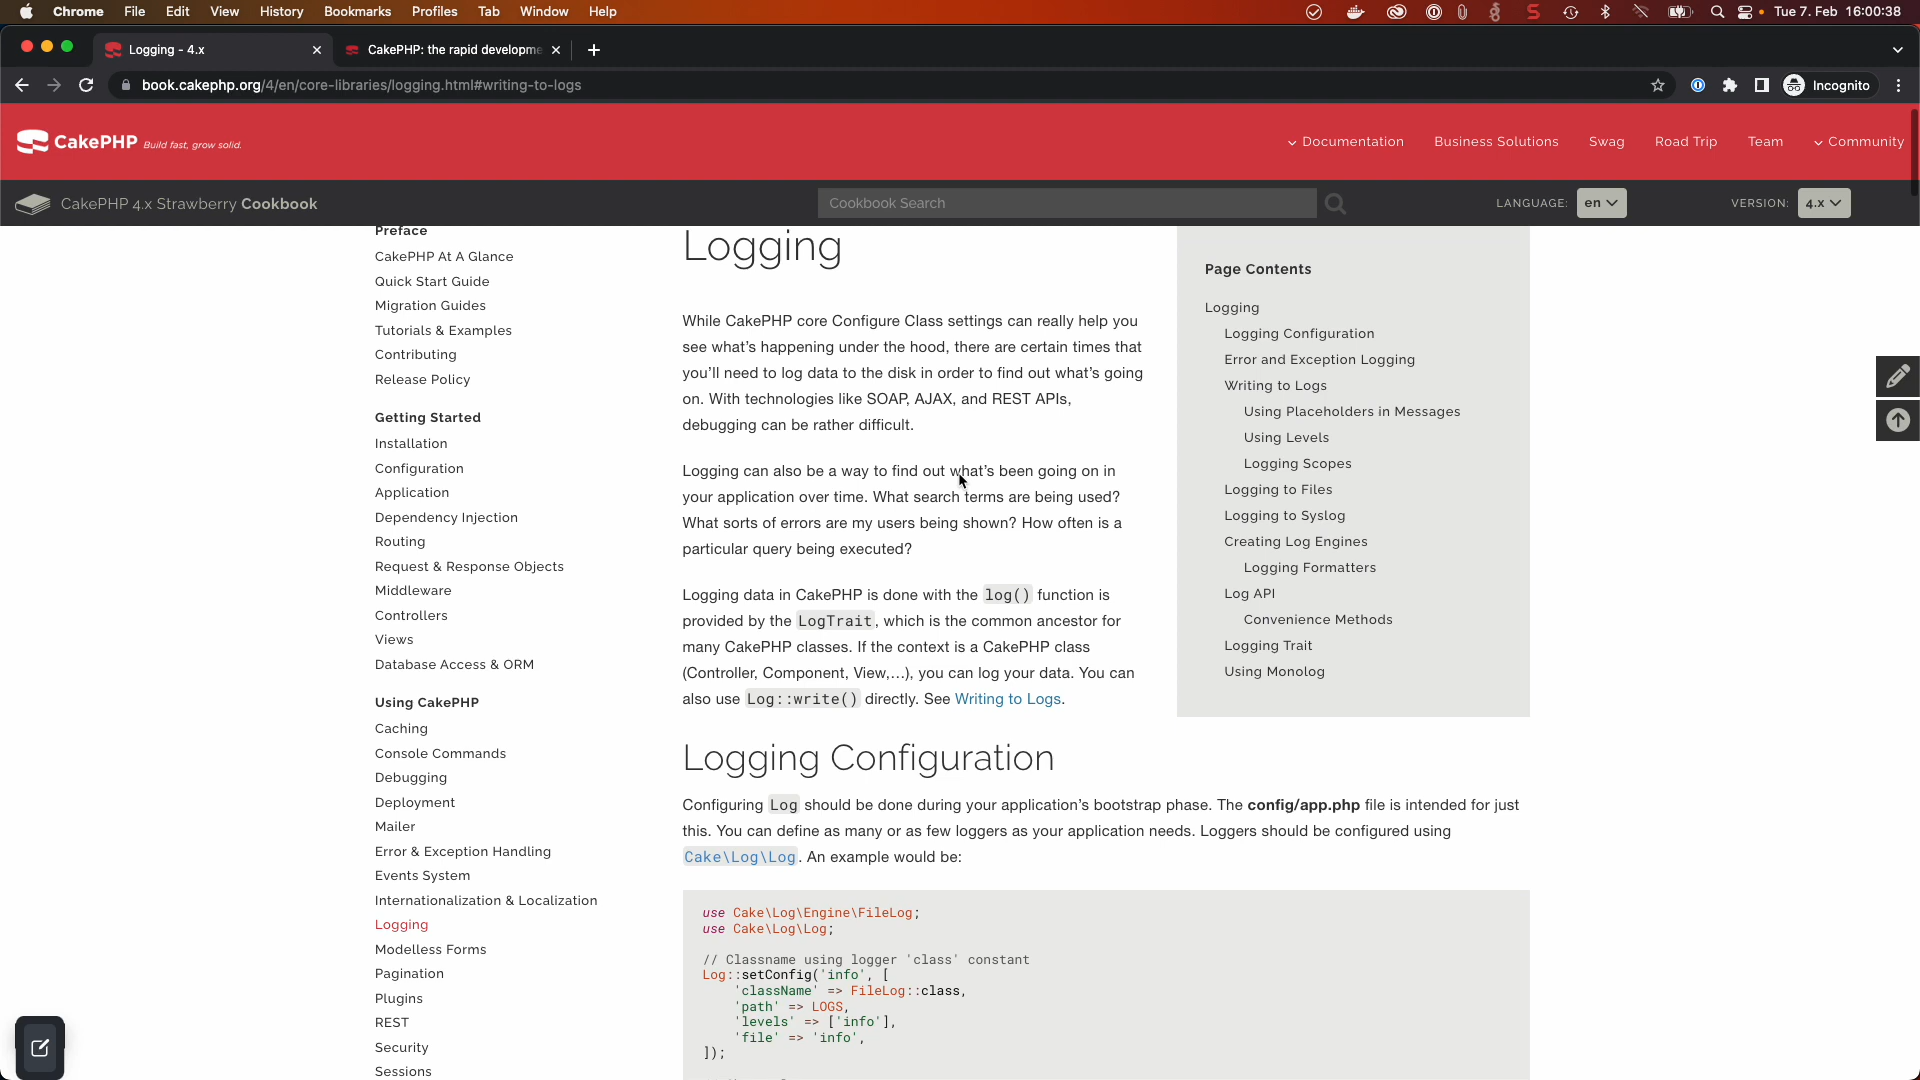 Chrome File Edit View History Bookmarks Profiles Tab Window Help Tue 7. Feb 16:00:38
Logging - 4.x CakePHP: the rapid developme
book.cakephp.org/4/en/core-libraries/logging.html#writing-to-logs Incognito
CakePHP Build fast, grow solid. Documentation Business Solutions Swag Road Trip Team Community
CakePHP 4.x Strawberry Cookbook Cookbook Search LANGUAGE: en VERSION: 4.x
Preface
CakePHP At A Glance
Quick Start Guide
Migration Guides
Tutorials & Examples
Contributing
Release Policy
Getting Started
Installation
Configuration
Application
Dependency Injection
Routing
Request & Response Objects
Middleware
Controllers
Views
Database Access & ORM
Using CakePHP
Caching
Console Commands
Debugging
Deployment
Mailer
Error & Exception Handling
Events System
Internationalization & Localization
Logging
Modelless Forms
Pagination
Plugins
REST
Security
Sessions
Logging
While CakePHP core Configure Class settings can really help you
see what's happening under the hood, there are certain times that
you'll need to log data to the disk in order to find out what's going
on. With technologies like SOAP, AJAX, and REST APIs,
debugging can be rather difficult.
Logging can also be a way to find out what's been going on in
your application over time. What search terms are being used?
What sorts of errors are my users being shown? How often is a
particular query being executed?
Logging data in CakePHP is done with the log() function is
provided by the LogTrait, which is the common ancestor for
many CakePHP classes. If the context is a CakePHP class
(Controller, Component, View,...), you can log your data. You can
also use Log::write() directly. See Writing to Logs.
Page Contents
Logging
Logging Configuration
Error and Exception Logging
Writing to Logs
Using Placeholders in Messages
Using Levels
Logging Scopes
Logging to Files
Logging to Syslog
Creating Log Engines
Logging Formatters
Log API
Convenience Methods
Logging Trait
Using Monolog
Logging Configuration
Configuring Log should be done during your application's bootstrap phase. The config/app.php file is intended for just
this. You can define as many or as few loggers as your application needs. Loggers should be configured using
Cake\Log\Log. An example would be:
use Cake\Log\Engine\FileLog;
use Cake\Log\Log;
// Classname using logger 'class' constant
Log::setConfig('info', [
'className' => FileLog::class,
'path' => LOGS,
'levels' => ['info'],
'file' => 'info',
]);